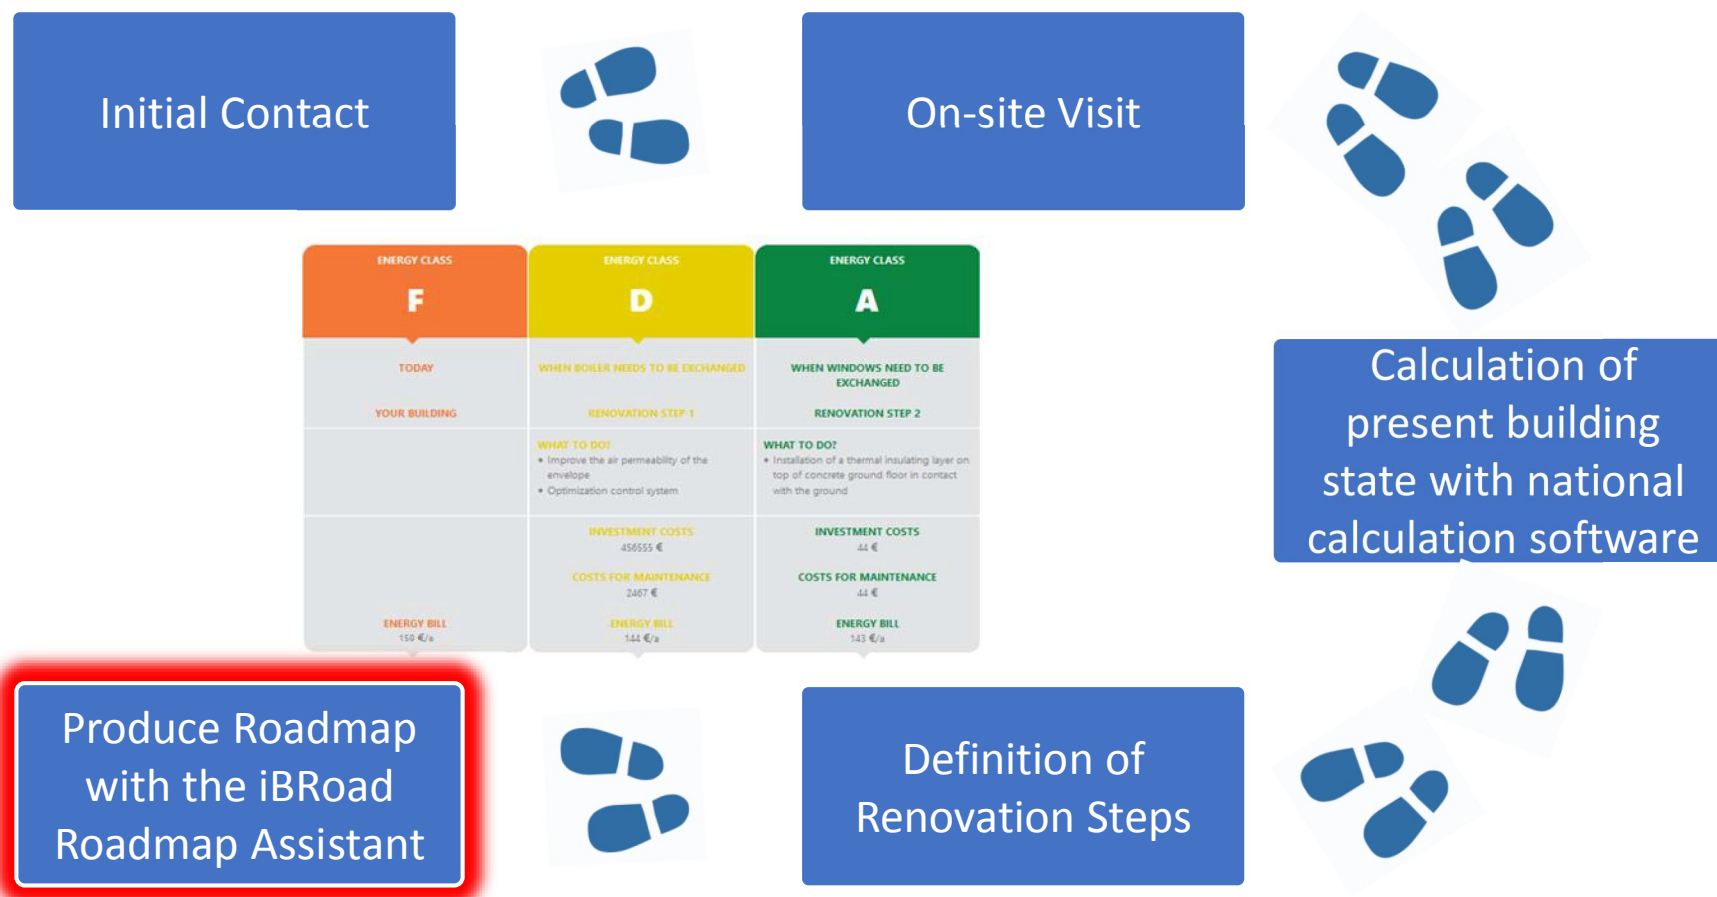 Initial Contact
On-site Visit
ENERGY CLASS
F
ENERGY CLASS
D
ENERGY CLASS
A
TODAY
WHEN BOILER NEEDS TO BE EXCHANGED
WHEN WINDOWS NEED TO BE
EXCHANGED
YOUR BUILDING
RENOVATION STEP 1
RENOVATION STEP 2
WHAT TO DO?
• Improve the air permeability of the
envelope
• Optimization control system
WHAT TO DO?
• Installation of a thermal insulating layer on
top of concrete ground floor in contact
with the ground
INVESTMENT COSTS
456555 €
INVESTMENT COSTS
44 €
COSTS FOR MAINTENANCE
2467 €
COSTS FOR MAINTENANCE
44 €
ENERGY BILL
159 €/a
ENERGY BILL
144 €/a
ENERGY BILL
143 €/a
Calculation of
present building
state with national
calculation software
Definition of
Renovation Steps
Produce Roadmap
with the iBRoad
Roadmap Assistant